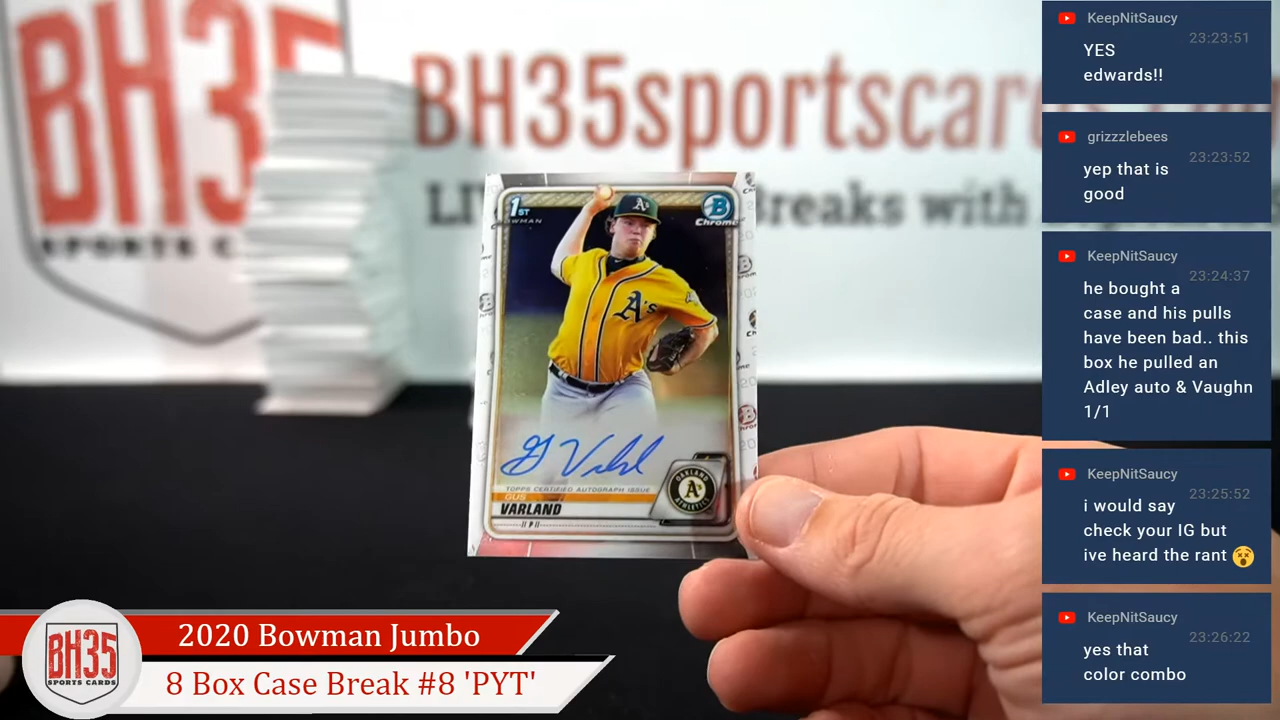 BH35
SPORTS CA
BH35sportscar
LI
Breaks with
1ST
BOWMAN
B
Chrome
A's
A's
TOPPS CERTIFIED AUTOGRAPH ISSUE
GUS
VARLAND
P
OAKLAND
A's
ATHLETICS
BH35
SPORTS CARDS
2020 Bowman Jumbo
8 Box Case Break #8 'PYT'
KeepNitSaucy
23:23:51
YES
edwards!!
grizzzlebees
23:23:52
yep that is
good
KeepNitSaucy
23:24:37
he bought a
case and his pulls
have been bad.. this
box he pulled an
Adley auto & Vaughn
1/1
KeepNitSaucy
23:25:52
i would say
check your IG but
ive heard the rant 😵
KeepNitSaucy
23:26:22
yes that
color combo